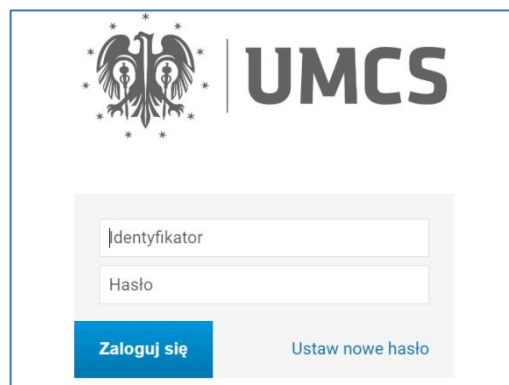 UMCS
Identyfikator
Hasło
Zaloguj się Ustaw nowe hasło